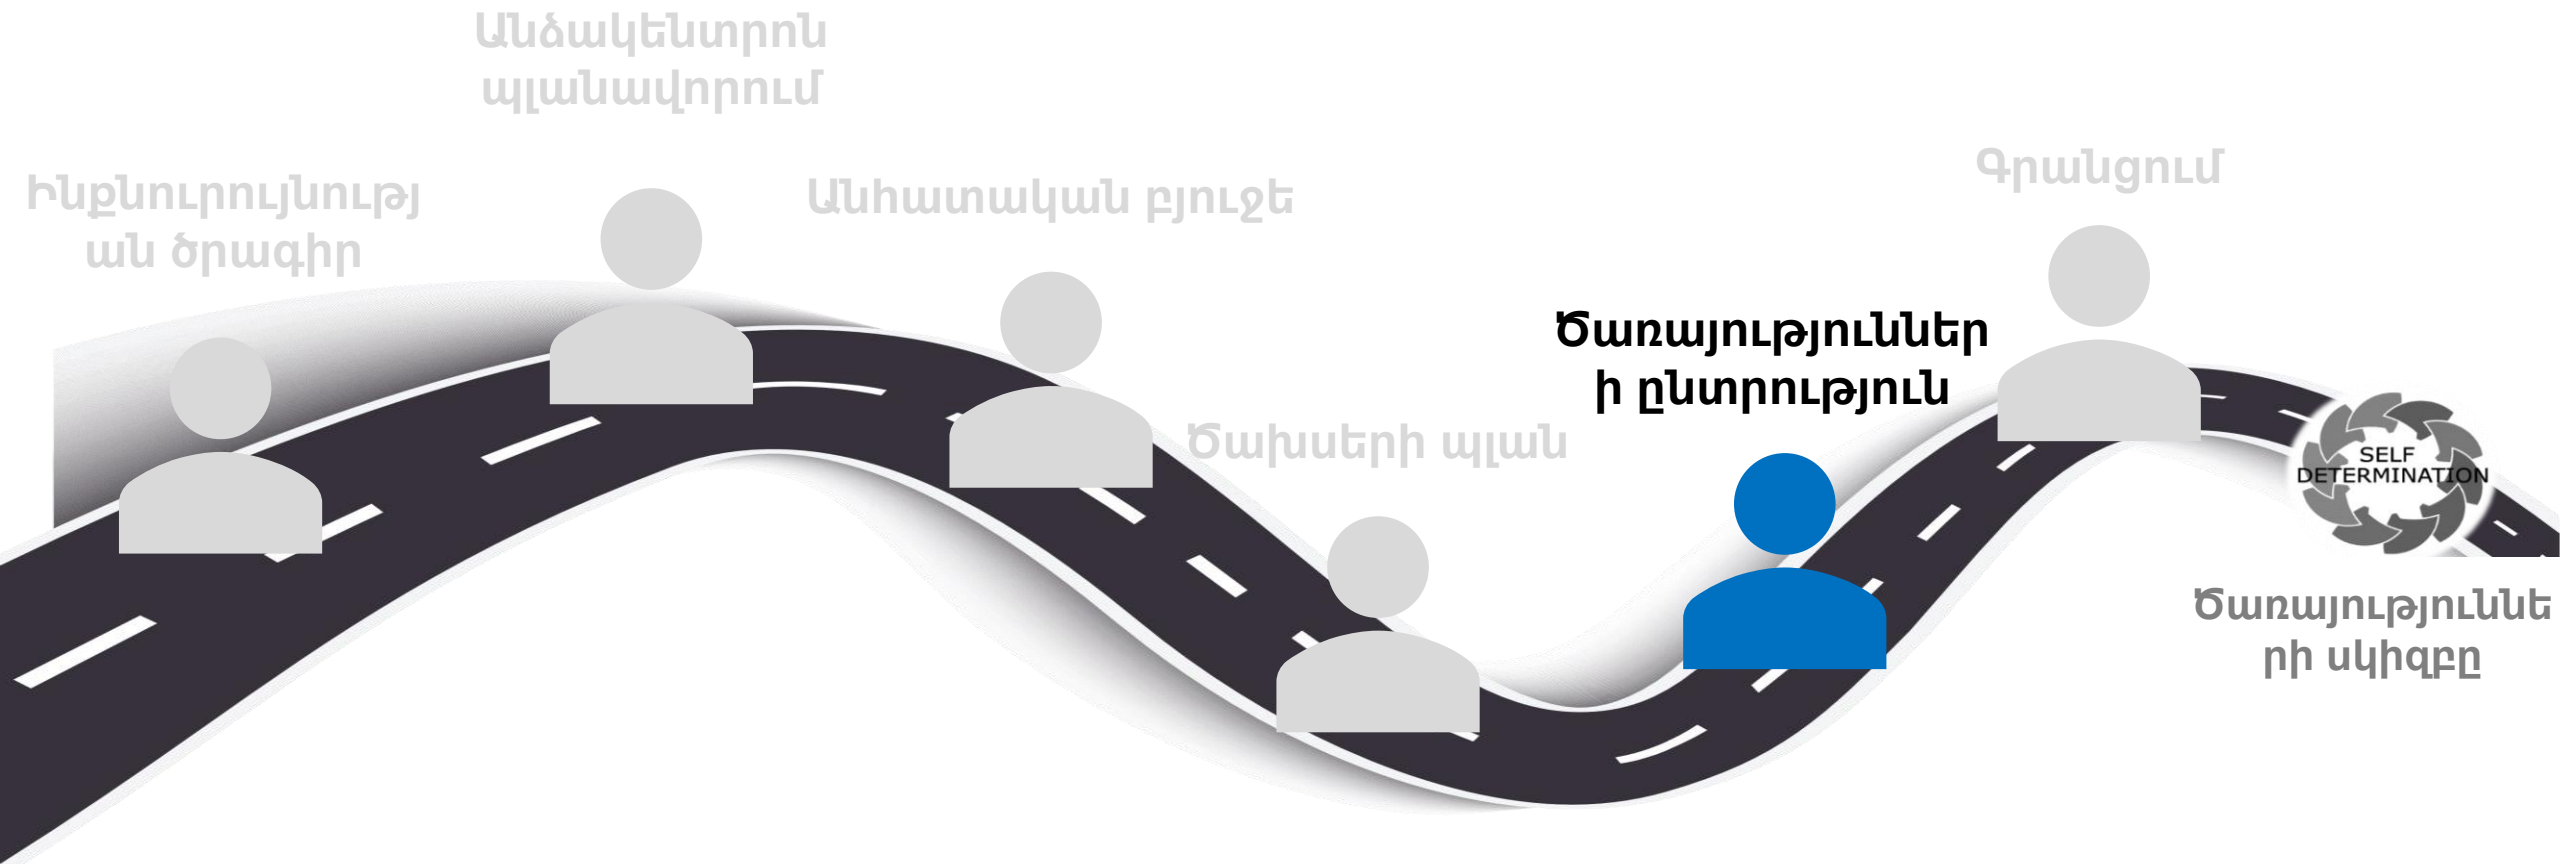 Անձակենտրոն
պլանավորում
Ինքնուրույնությ
ան ծրագիր
Անհատական բյուջե
Գրանցում
Ծառայություններ
ի ընտրություն
Ծախսերի պլան
SELF
DETERMINATION
Ծառայություննե
րի սկիզբը